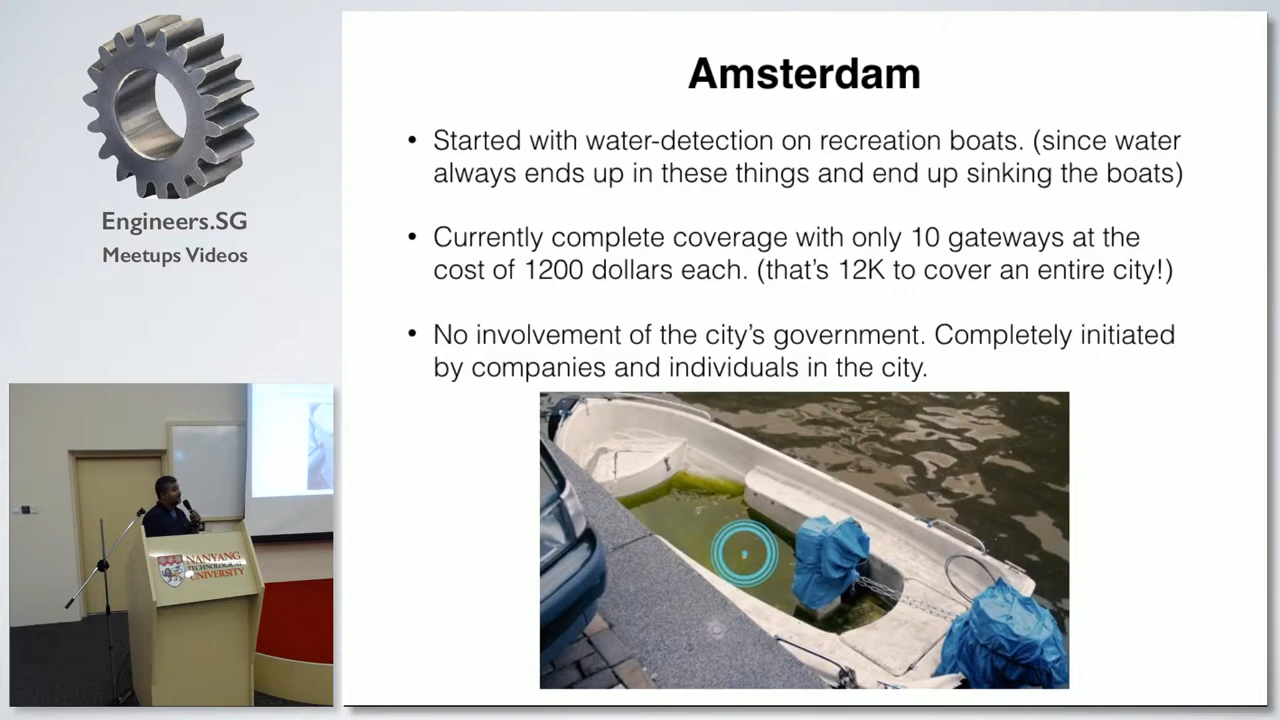 Engineers.SG
Meetups Videos
Amsterdam
• Started with water-detection on recreation boats. (since water
always ends up in these things and end up sinking the boats)
• Currently complete coverage with only 10 gateways at the
cost of 1200 dollars each. (that's 12K to cover an entire city!)
• No involvement of the city's government. Completely initiated
by companies and individuals in the city.
NANYANG
TECHNOLOGICAL
UNIVERSITY